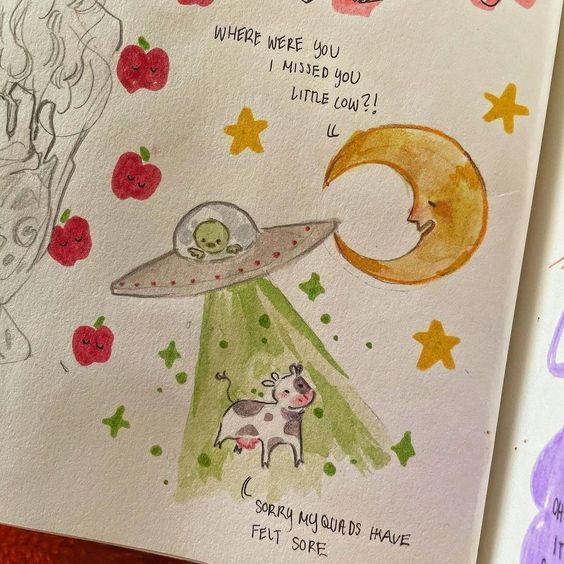 WHERE WERE YOU
I MISSED YOU
LITTLE COW?!
SORRY MY QUADS HAVE
FELT SORE
OH
IT